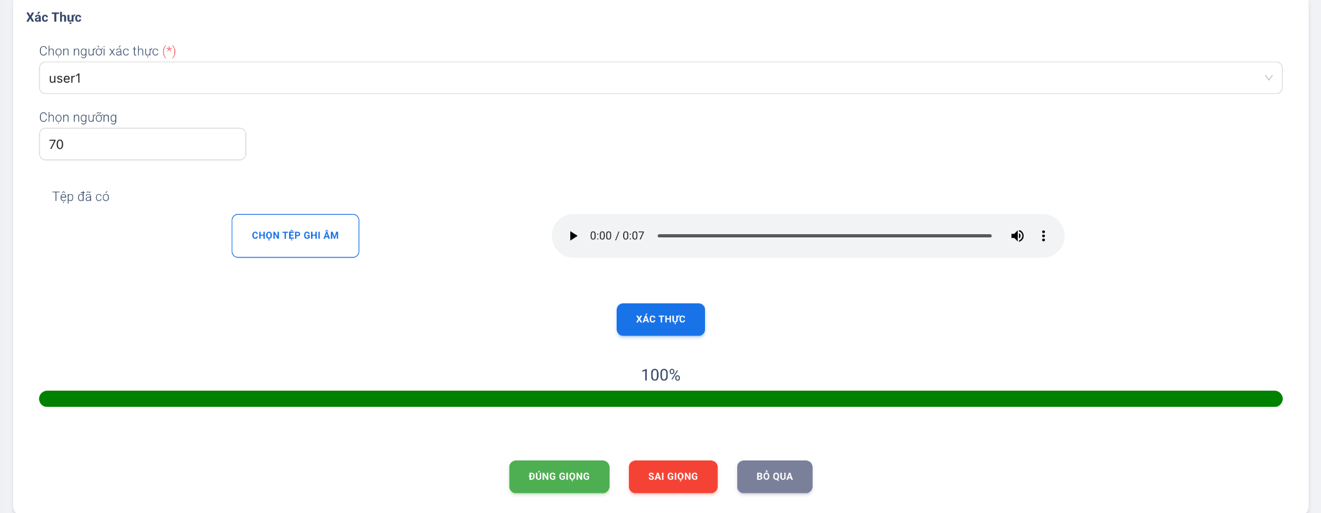 Xác Thực
Chọn người xác thực (*)
user1
Chọn ngưỡng
70
Tệp đã có
CHỌN TỆP GHI ÂM
0:00 / 0:07
XÁC THỰC
100%
ĐÚNG GIỌNG SAI GIỌNG BỎ QUA